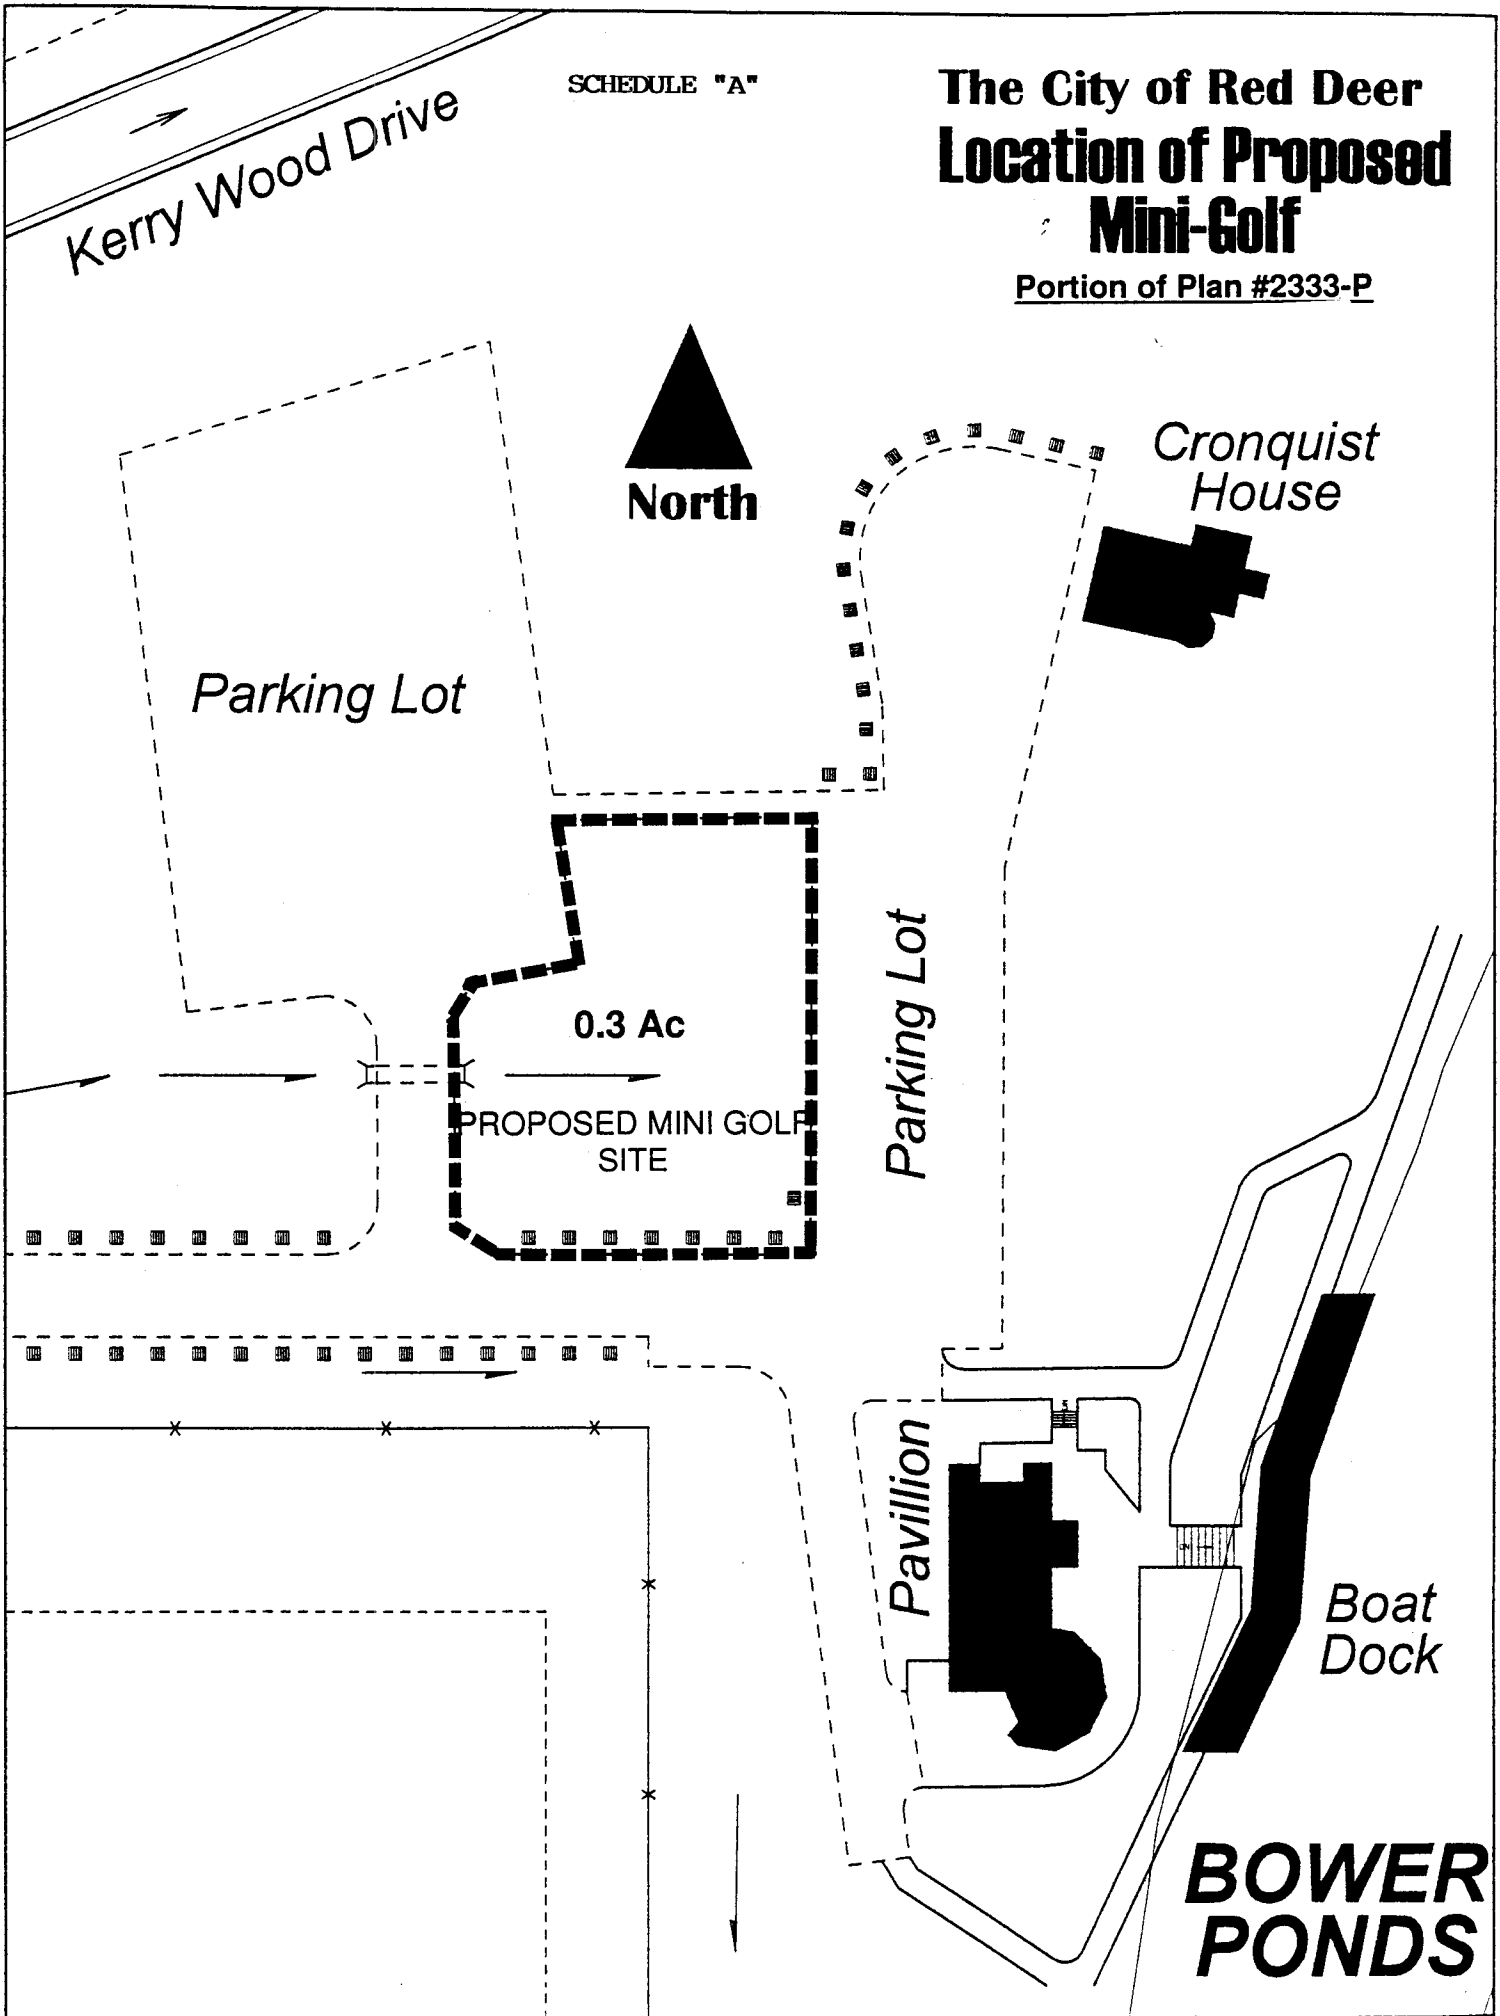 SCHEDULE "A"
The City of Red Deer
Location of Proposed
Mini-Golf
Portion of Plan #2333-P
Kerry Wood Drive
North
Cronquist
House
Parking Lot
Parking Lot
0.3 Ac
PROPOSED MINI GOLF
SITE
Pavillion
Boat
Dock
BOWER
PONDS